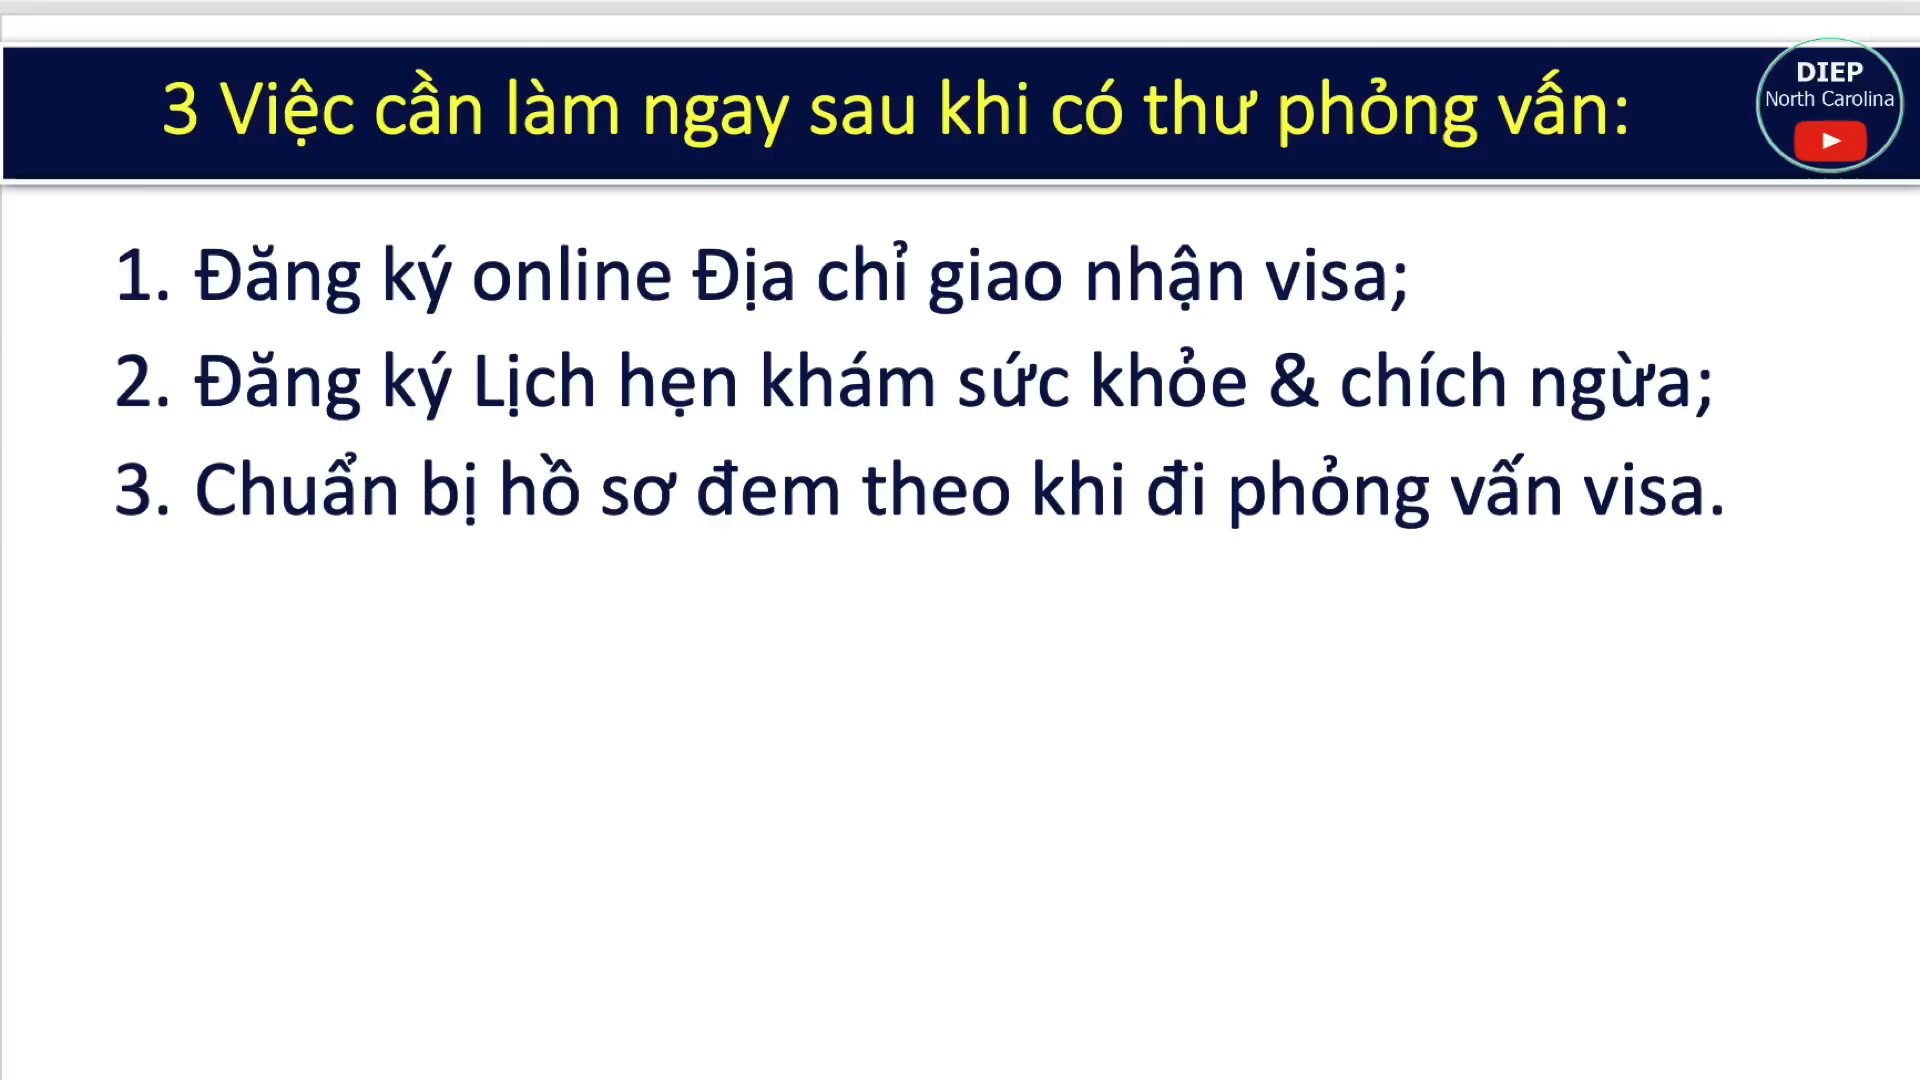 3 Việc cần làm ngay sau khi có thư phỏng vấn:
DIEP
North Carolina
1. Đăng ký online Địa chỉ giao nhận visa;
2. Đăng ký Lịch hẹn khám sức khỏe & chích ngừa;
3. Chuẩn bị hồ sơ đem theo khi đi phỏng vấn visa.